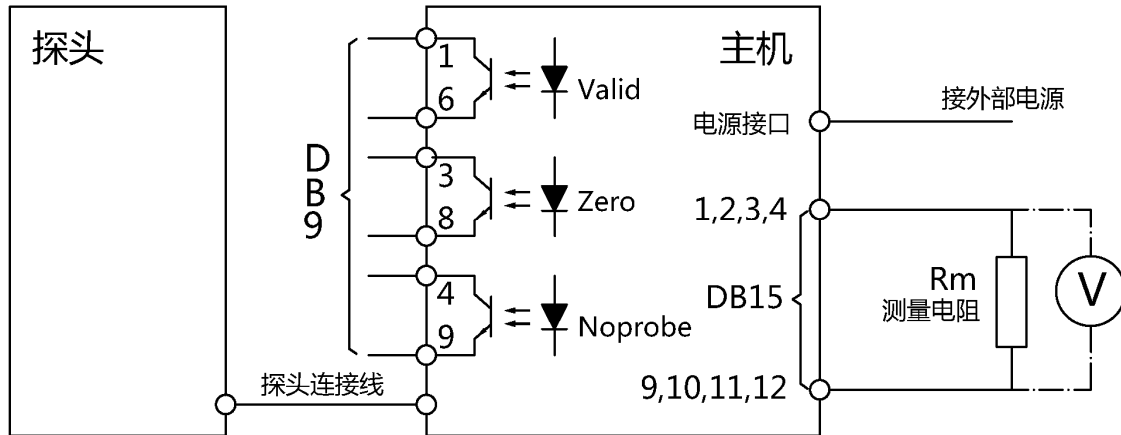 探头
主机
1
6
Valid
电源接口
接外部电源
D
B
9
3
8
Zero
1,2,3,4
4
9
Noprobe
DB15
Rm
测量电阻
V
探头连接线
9,10,11,12